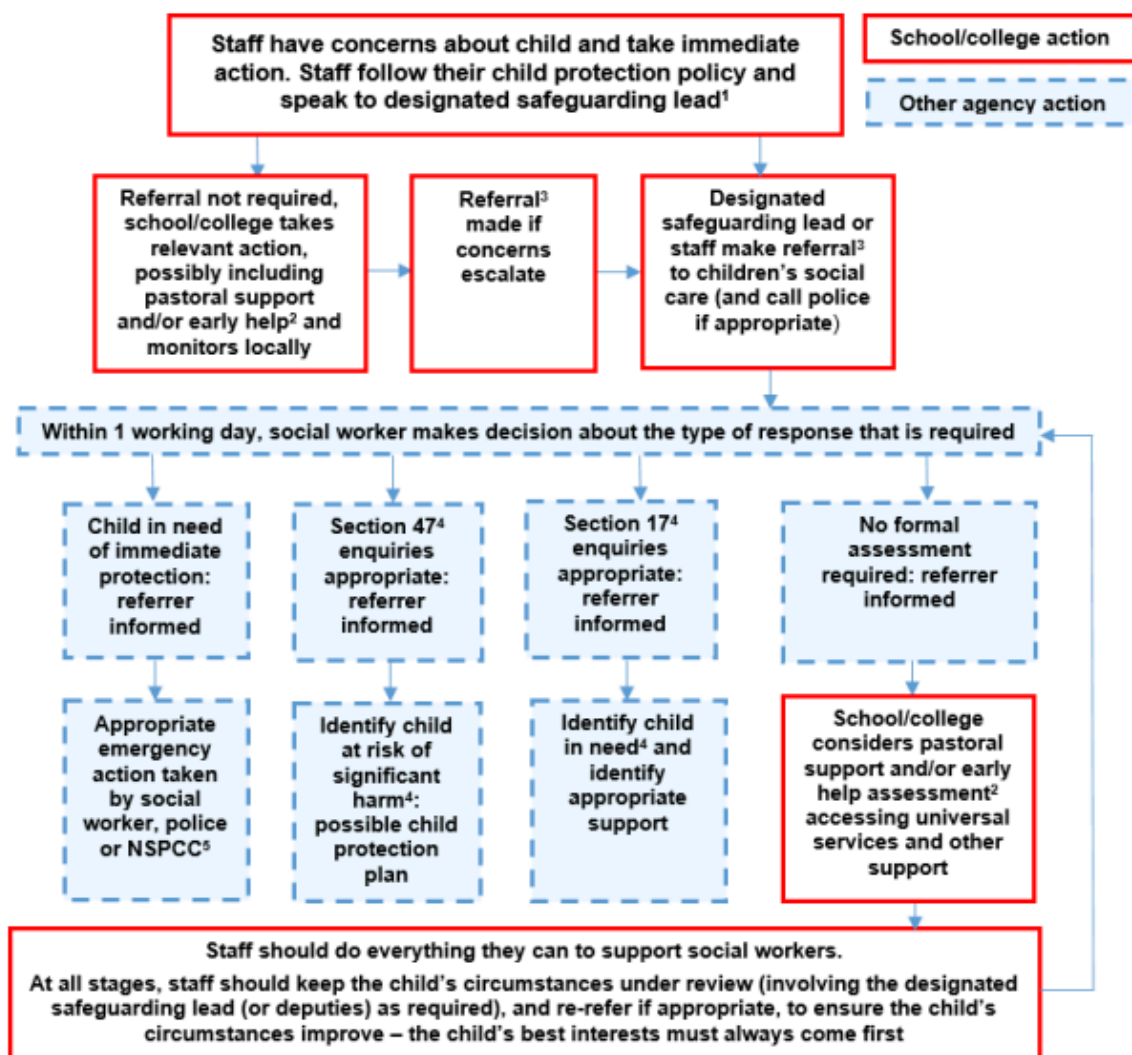 Staff have concerns about child and take immediate
action. Staff follow their child protection policy and
speak to designated safeguarding lead¹
School/college action
Other agency action
Referral not required,
school/college takes
relevant action,
possibly including
pastoral support
and/or early help² and
monitors locally
Referral³
made if
concerns
escalate
Designated
safeguarding lead or
staff make referral³
to children's social
care (and call police
if appropriate)
Within 1 working day, social worker makes decision about the type of response that is required
Child in need
of immediate
protection:
referrer
informed
Section 47⁴
enquiries
appropriate:
referrer
informed
Section 17⁴
enquiries
appropriate:
referrer
informed
No formal
assessment
required: referrer
informed
Appropriate
emergency
action taken
by social
worker, police
or NSPCC⁵
Identify child
at risk of
significant
harm⁴:
possible child
protection
plan
Identify child
in need⁴ and
identify
appropriate
support
School/college
considers pastoral
support and/or early
help assessment²
accessing universal
services and other
support
Staff should do everything they can to support social workers.
At all stages, staff should keep the child's circumstances under review (involving the designated
safeguarding lead (or deputies) as required), and re-refer if appropriate, to ensure the child's
circumstances improve – the child's best interests must always come first